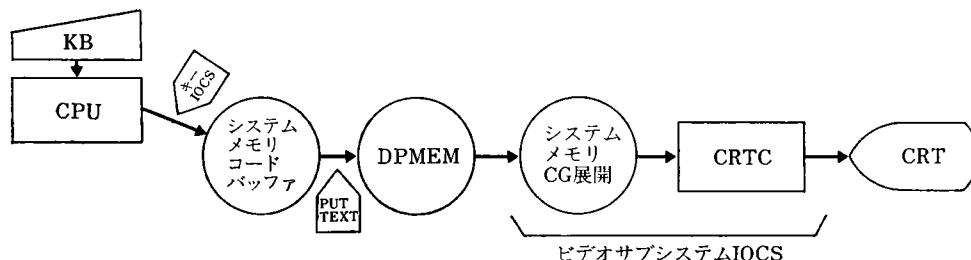 KB
CPU
キー
IOCS
システム
メモリ
コード
バッファ
PUT
TEXT
DPMEM
システム
メモリ
CG展開
CRTC
CRT
ビデオサブシステムIOCS